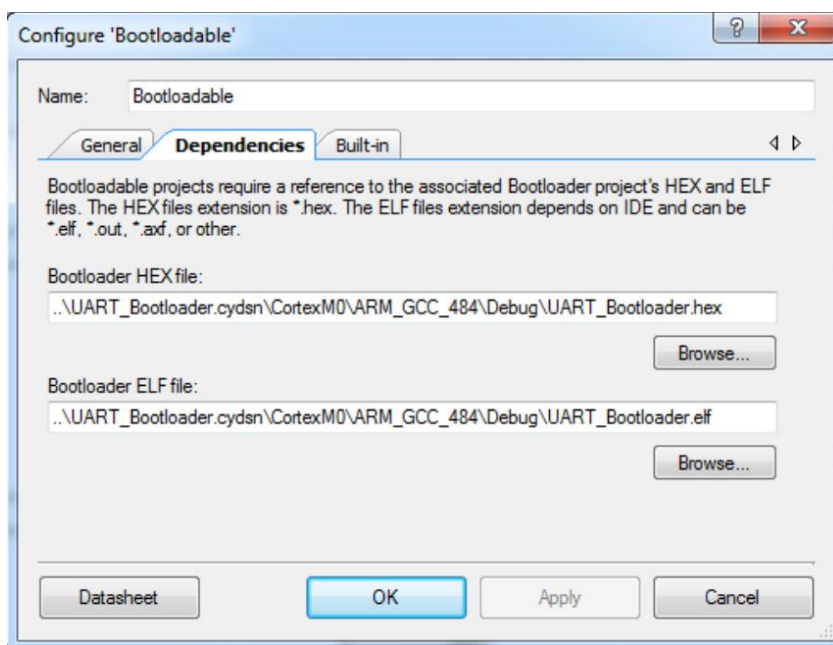 Configure 'Bootloadable'
?
Name: Bootloadable
General Dependencies Built-in
Bootloadable projects require a reference to the associated Bootloader project's HEX and ELF
files. The HEX files extension is *.hex. The ELF files extension depends on IDE and can be
*.elf, *.out, *.axf, or other.
Bootloader HEX file:
..\UART_Bootloader.cydsn\CortexM0\ARM_GCC_484\Debug\UART_Bootloader.hex
Browse...
Bootloader ELF file:
..\UART_Bootloader.cydsn\CortexM0\ARM_GCC_484\Debug\UART_Bootloader.elf
Browse...
Datasheet OK Apply Cancel